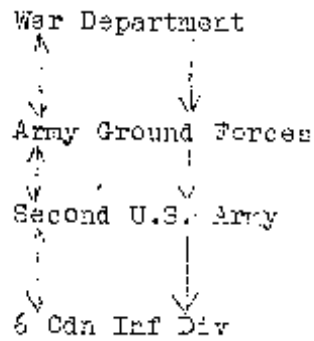 War Department
Army Ground Forces
Second U.S. Army
6 Cdn Inf Div